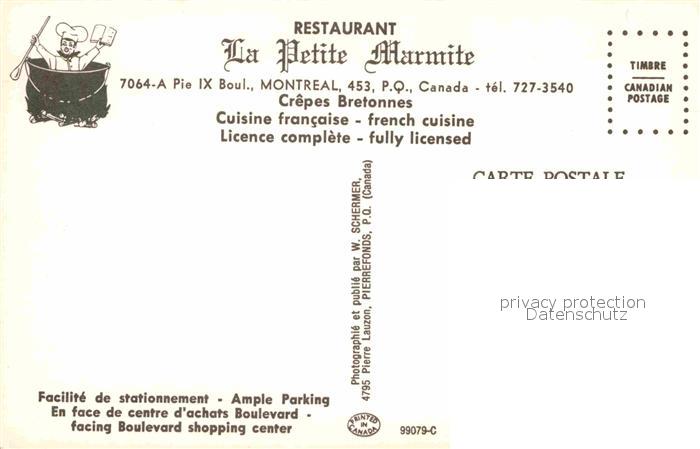 RESTAURANT
La Petite Marmite
7064-A Pie IX Boul., MONTREAL, 453, P.Q., Canada - tél. 727-3540
Crêpes Bretonnes
Cuisine française - french cuisine
Licence complète - fully licensed
TIMBRE
CANADIAN
POSTAGE
CARTE POSTALE
Photographié et publié par W. SCHERMER,
4795 Pierre Lauzon, PIERREFONDS, P.Q. (Canada)
privacy protection
Datenschutz
Facilité de stationnement - Ample Parking
En face de centre d'achats Boulevard -
facing Boulevard shopping center
PRINTED
IN
CANADA
99079-C